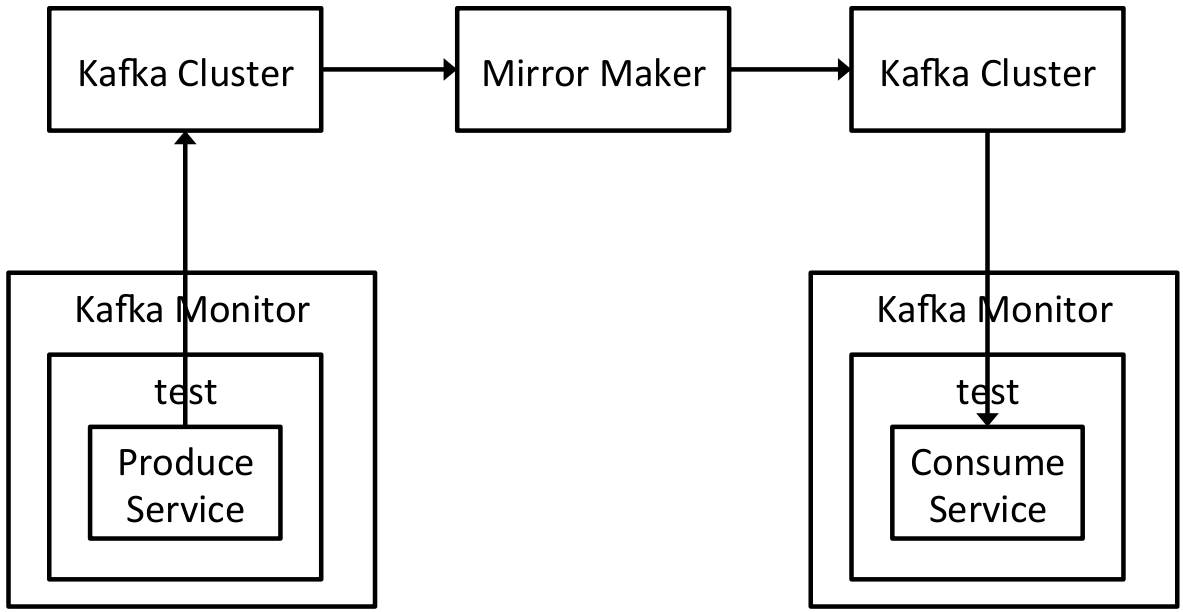 Kafka Cluster
Mirror Maker
Kafka Cluster
Kafka Monitor
test
Produce
Service
Kafka Monitor
test
Consume
Service